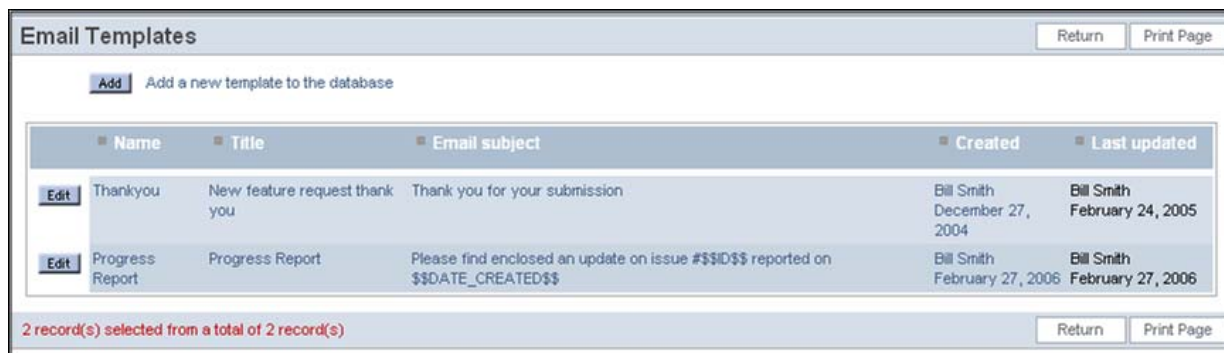 Email Templates
Return
Print Page
Add
Add a new template to the database
Name
Title
Email subject
Created
Last updated
Edit
Thankyou
New feature request thank
you
Thank you for your submission
Bill Smith
December 27,
2004
Bill Smith
February 24, 2005
Edit
Progress
Report
Progress Report
Please find enclosed an update on issue #$$ID$$ reported on
$$DATE_CREATED$$
Bill Smith
February 27, 2006
Bill Smith
February 27, 2006
2 record(s) selected from a total of 2 record(s)
Return
Print Page